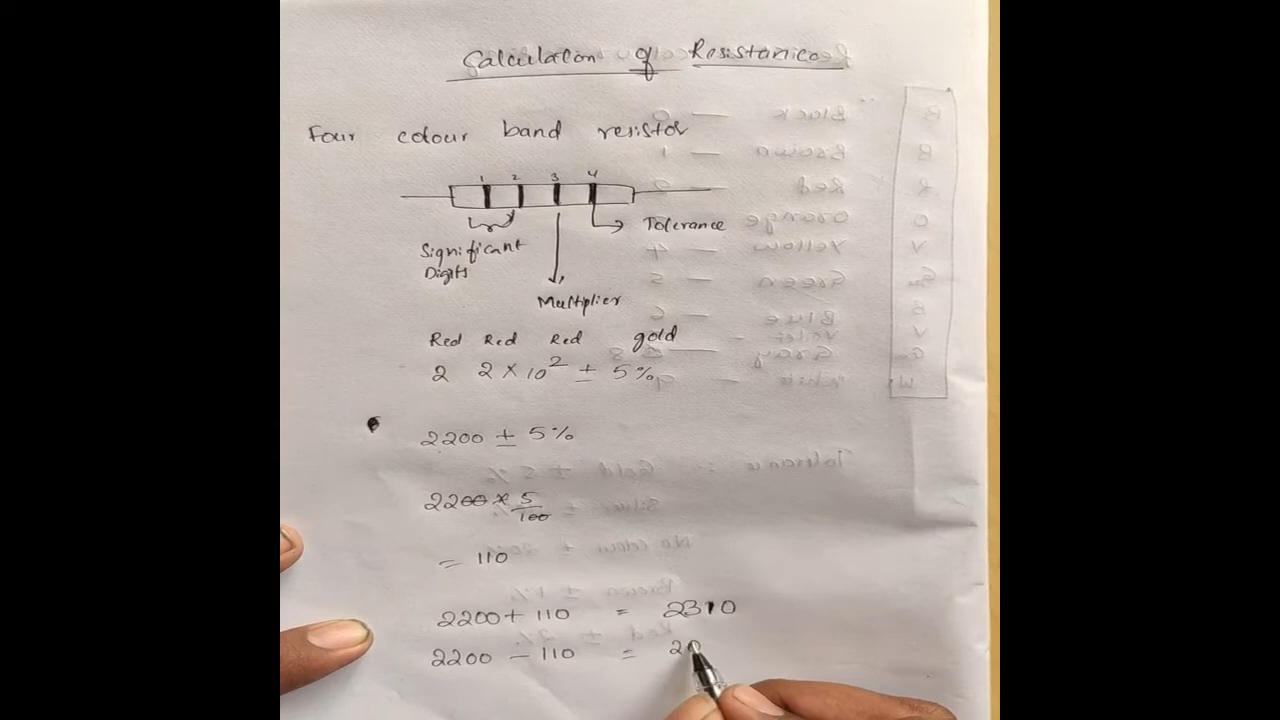 Calculation of Resistance
Four colour band resistor
1 2 3 4
Tolerance
Significant
Digits
Multiplier
Red Red Red gold
2 2 × 10² ± 5%
2200 ± 5%
2200 × 5/100
= 110
2200 + 110 = 2310
2200 - 110 = 20